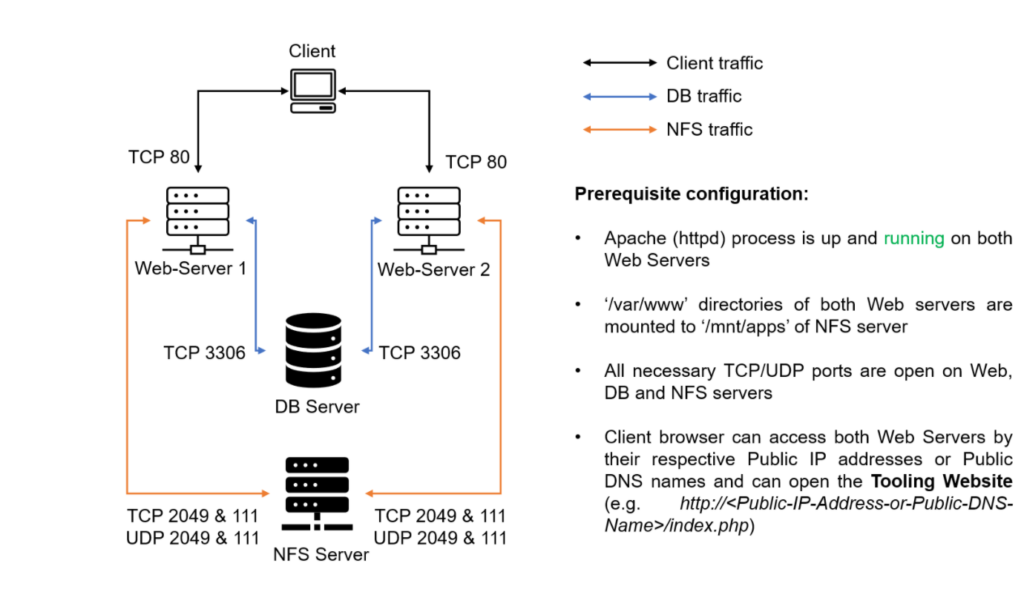 Client
TCP 80
TCP 80
Web-Server 1
Web-Server 2
TCP 3306
TCP 3306
DB Server
TCP 2049 & 111
UDP 2049 & 111
TCP 2049 & 111
UDP 2049 & 111
NFS Server
Client traffic
DB traffic
NFS traffic
Prerequisite configuration:
• Apache (httpd) process is up and running on both
Web Servers
• ‘/var/www’ directories of both Web servers are
mounted to ‘/mnt/apps’ of NFS server
• All necessary TCP/UDP ports are open on Web,
DB and NFS servers
• Client browser can access both Web Servers by
their respective Public IP addresses or Public
DNS names and can open the Tooling Website
(e.g. http://<Public-IP-Address-or-Public-DNS-
Name>/index.php)